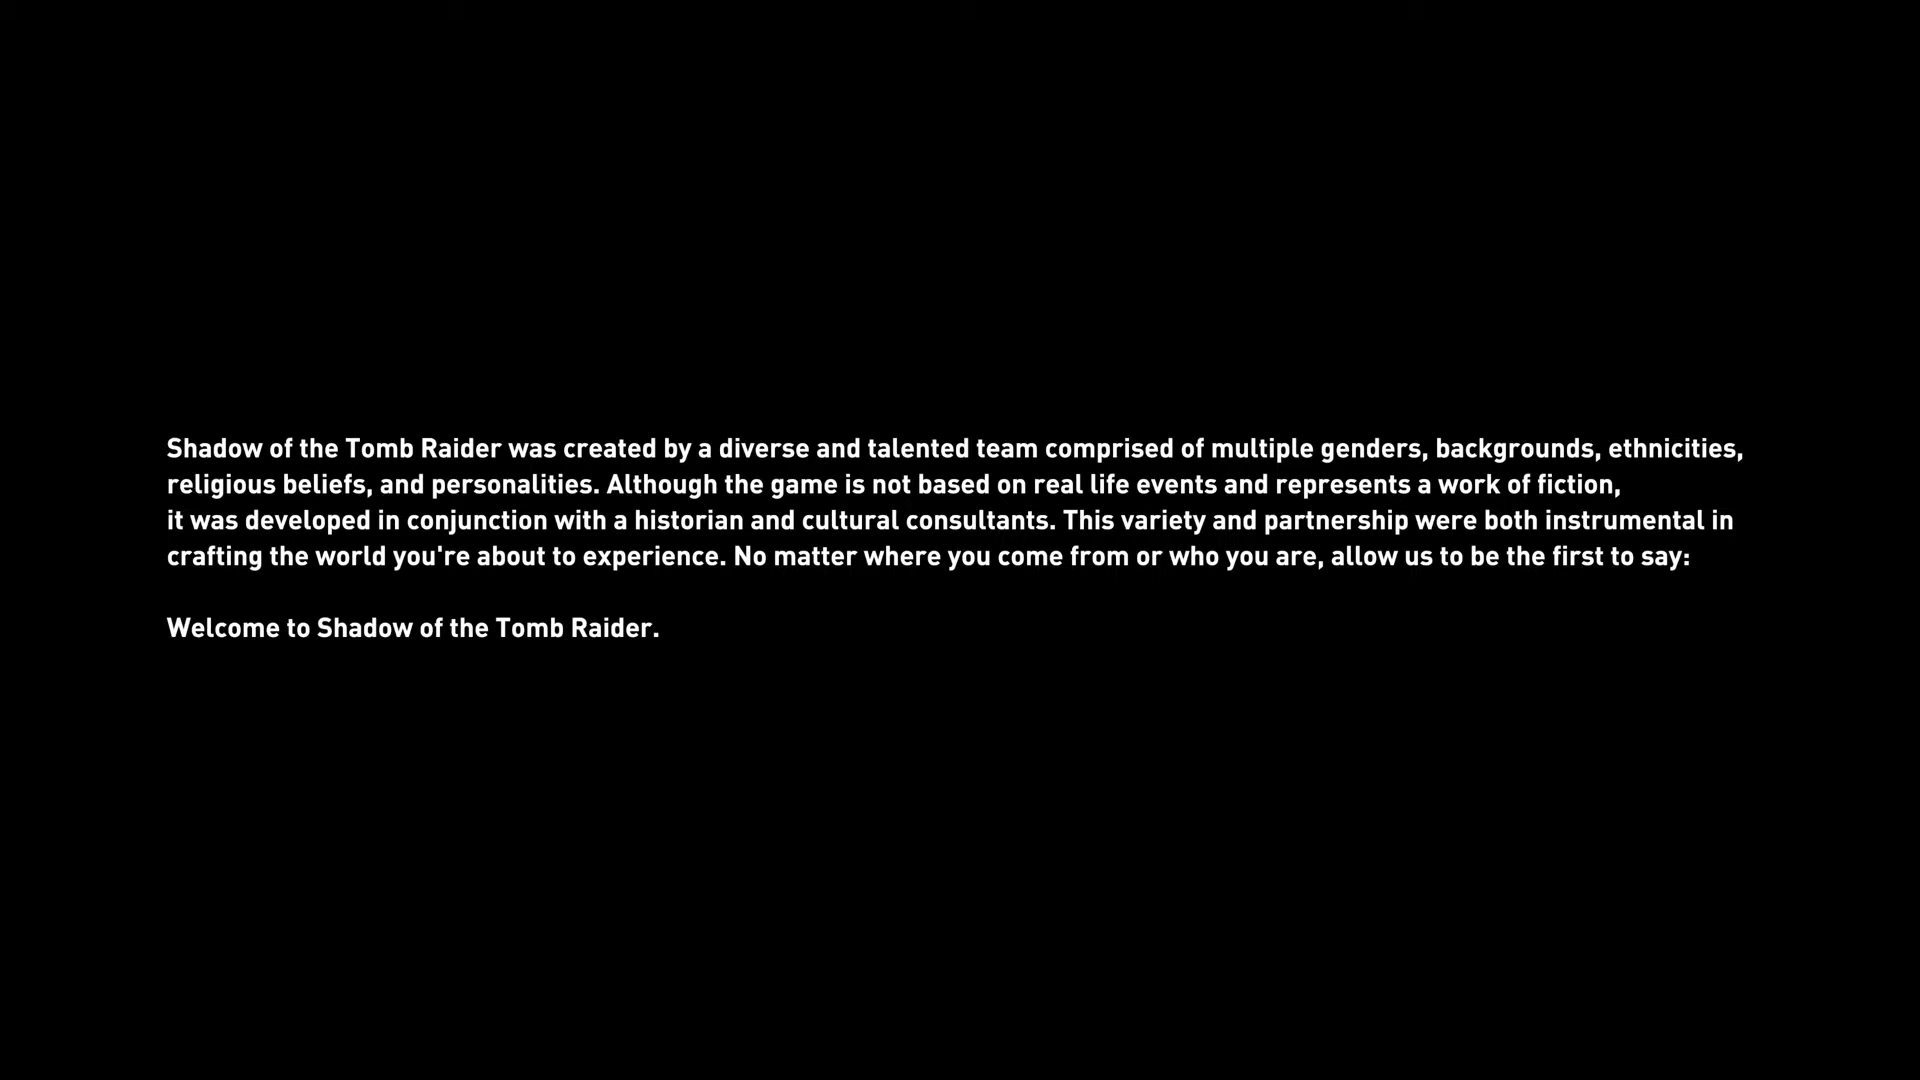 Shadow of the Tomb Raider was created by a diverse and talented team comprised of multiple genders, backgrounds, ethnicities,
religious beliefs, and personalities. Although the game is not based on real life events and represents a work of fiction,
it was developed in conjunction with a historian and cultural consultants. This variety and partnership were both instrumental in
crafting the world you're about to experience. No matter where you come from or who you are, allow us to be the first to say:
Welcome to Shadow of the Tomb Raider.